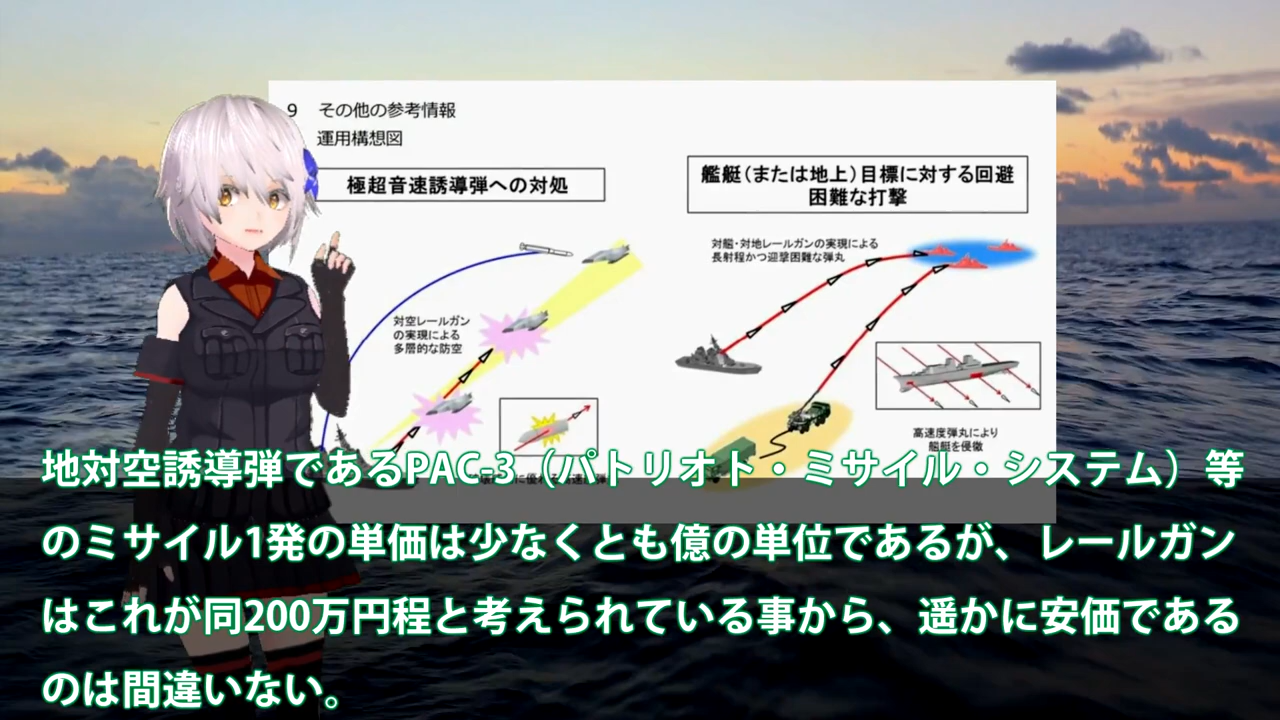 9 その他の参考情報
運用構想図
極超音速誘導弾への対処
艦艇(または地上)目標に対する回避
困難な打撃
対艦・対地レールガンの実現による
長射程かつ迎撃困難な弾丸
対空レールガン
の実現による
多層的な防空
高速度弾丸により
艦艇を侵徹
地対空誘導弾であるPAC-3（パトリオト・ミサイル・システム）等
のミサイル1発の単価は少なくとも億の単位であるが、レールガン
はこれが同200万円程と考えられている事から、遥かに安価である
のは間違いない。